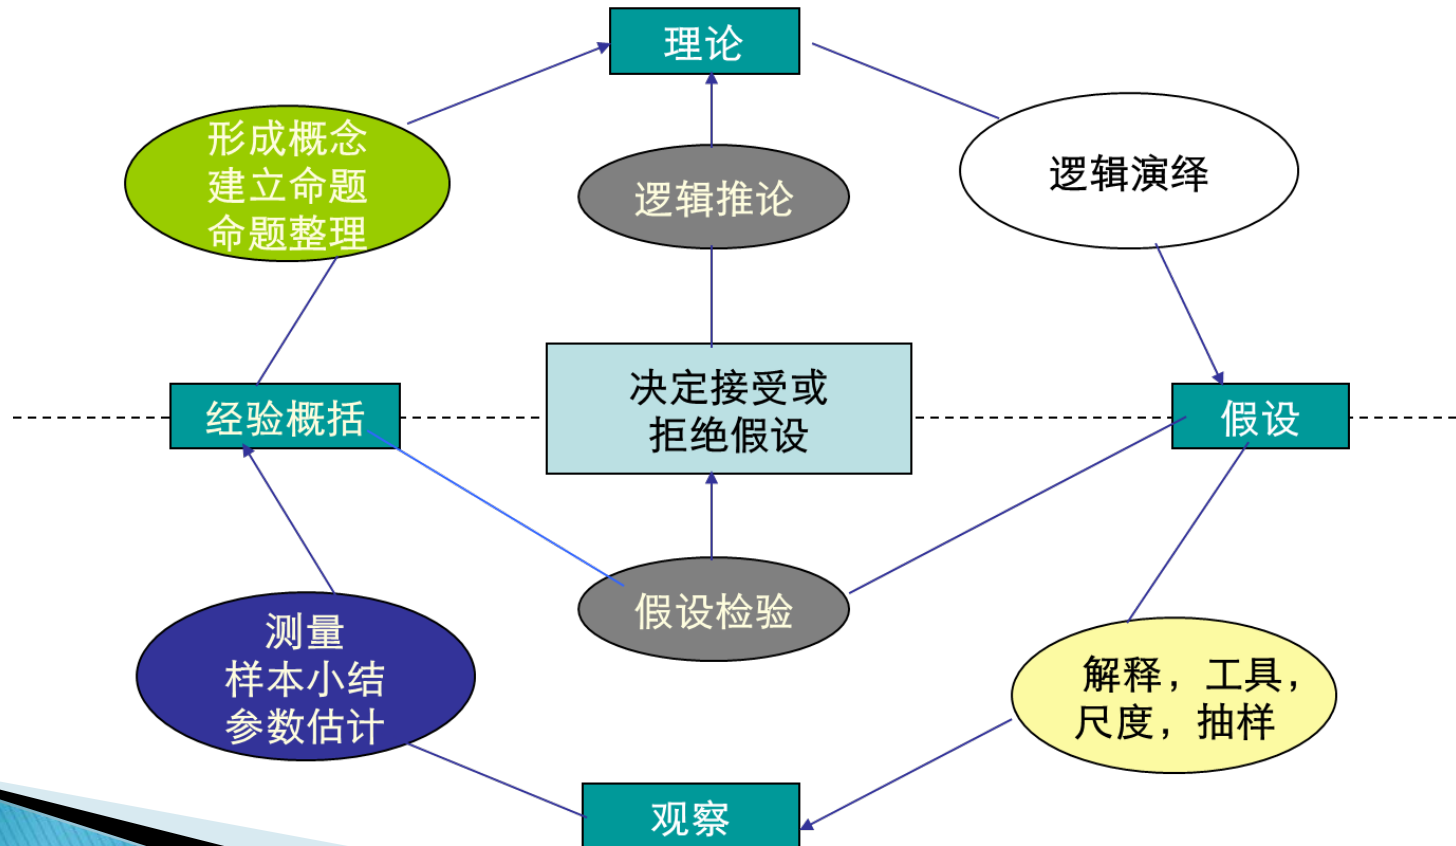 理论
形成概念
建立命题
命题整理
逻辑推论
逻辑演绎
经验概括
决定接受或
拒绝假设
假设
测量
样本小结
参数估计
假设检验
解释，工具，
尺度，抽样
观察